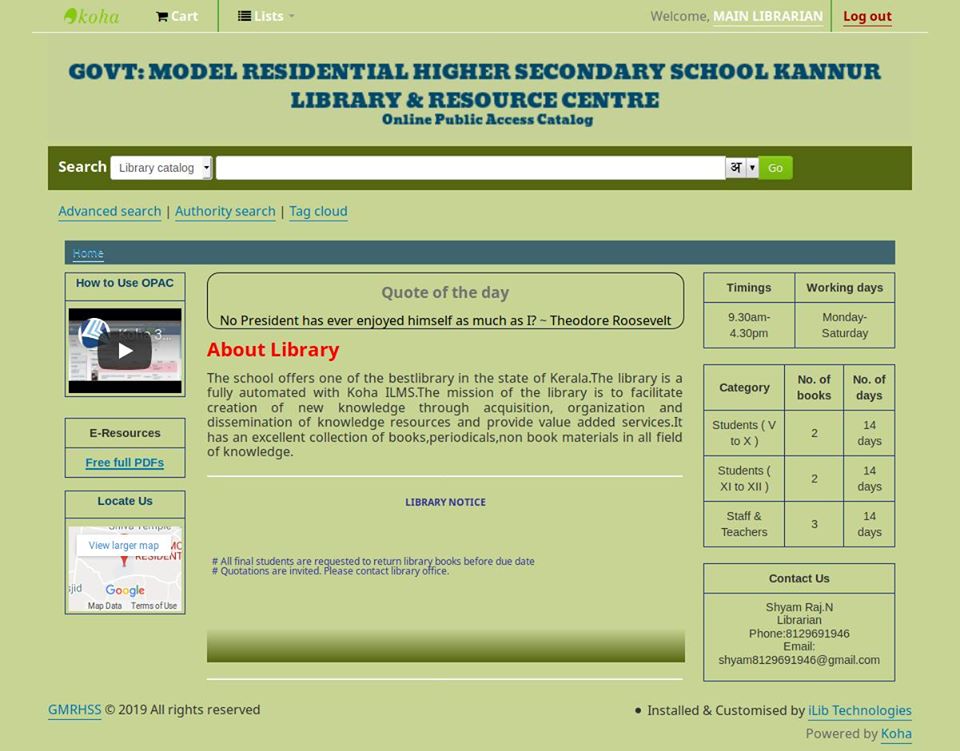 koha
Cart
Lists
Welcome, MAIN LIBRARIAN
Log out
GOVT: MODEL RESIDENTIAL HIGHER SECONDARY SCHOOL KANNUR
LIBRARY & RESOURCE CENTRE
Online Public Access Catalog
Search Library catalog अ Go
Advanced search | Authority search | Tag cloud
Home
How to Use OPAC
Koha 3...
E-Resources
Free full PDFs
Locate Us
Shiva Temple
View larger map
RESIDENT
Google
Map Data Terms of Use
Quote of the day
No President has ever enjoyed himself as much as I? ~ Theodore Roosevelt
About Library
The school offers one of the bestlibrary in the state of Kerala.The library is a
fully automated with Koha ILMS.The mission of the library is to facilitate
creation of new knowledge through acquisition, organization and
dissemination of knowledge resources and provide value added services.It
has an excellent collection of books,periodicals,non book materials in all field
of knowledge.
LIBRARY NOTICE
# All final students are requested to return library books before due date
# Quotations are invited. Please contact library office.
Timings Working days
9.30am- Monday-
4.30pm Saturday
Category No. of books No. of days
Students ( V to X ) 2 14 days
Students ( XI to XII ) 2 14 days
Staff & Teachers 3 14 days
Contact Us
Shyam Raj.N
Librarian
Phone:8129691946
Email:
shyam8129691946@gmail.com
GMRHSS © 2019 All rights reserved
Installed & Customised by iLib Technologies
Powered by Koha